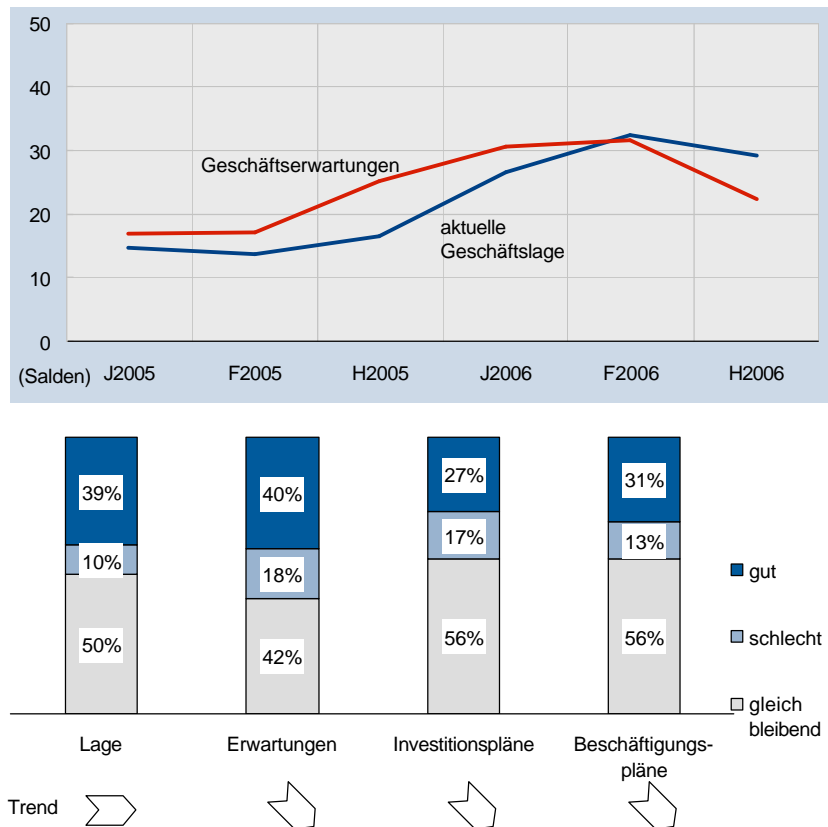 50
40
30
20
10
0
Geschäftserwartungen
aktuelle
Geschäftslage
(Salden) J2005 F2005 H2005 J2006 F2006 H2006
39% 40% 27% 31%
10% 18% 17% 13%
50% 42% 56% 56%
gut
schlecht
gleich
bleibend
Lage Erwartungen Investitionspläne Beschäftigungs-
pläne
Trend